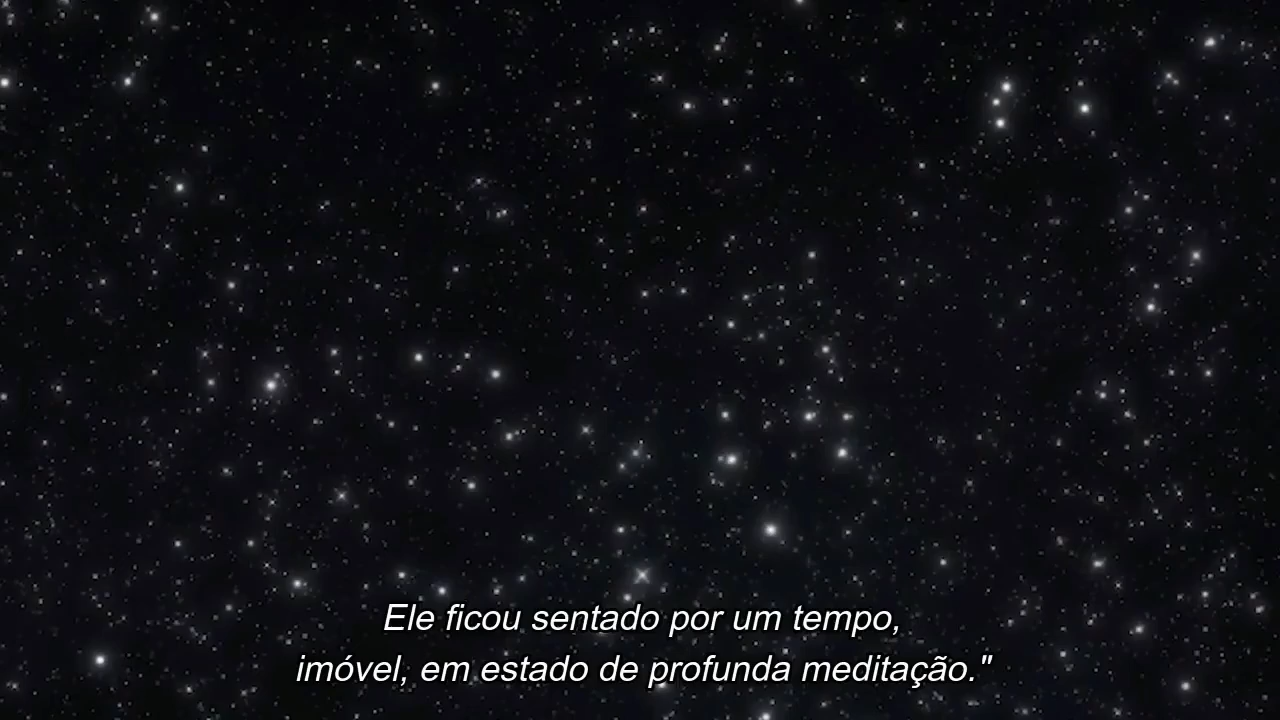 Ele ficou sentado por um tempo,
imóvel, em estado de profunda meditação."